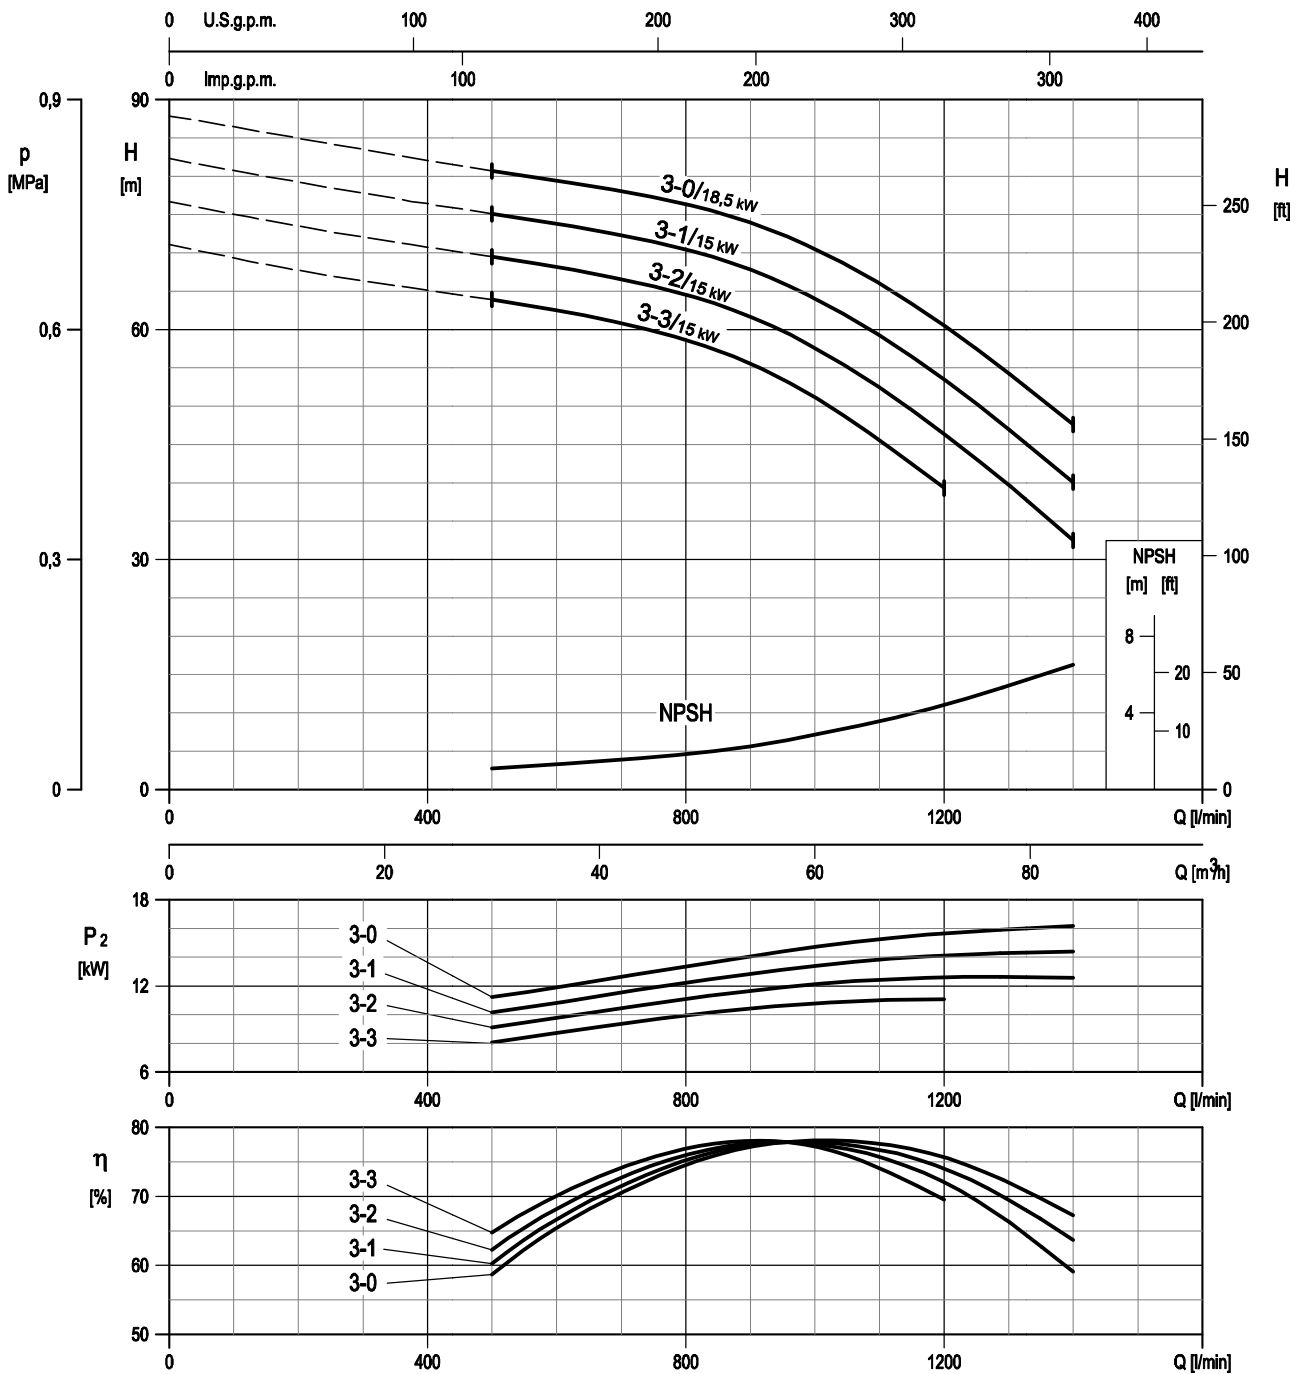 0 U.S.g.p.m. 100 200 300 400
0 Imp.g.p.m. 100 200 300
0,9 90
p H
[MPa] [m]
H
[ft]
3-0/18,5 kW
250
3-1/15 kW
3-2/15 kW
3-3/15 kW
0,6 60 200
150
0,3 30 100
NPSH
[m] [ft]
8
20 50
NPSH 4
10
0 0 0
0 400 800 1200 Q [l/min]
0 20 40 60 80 Q [m³/h]
18
P2 3-0
[kW] 3-1
12
3-2
3-3
6
0 400 800 1200 Q [l/min]
80
η
3-3
[%] 70
3-2
3-1
60
3-0
50
0 400 800 1200 Q [l/min]